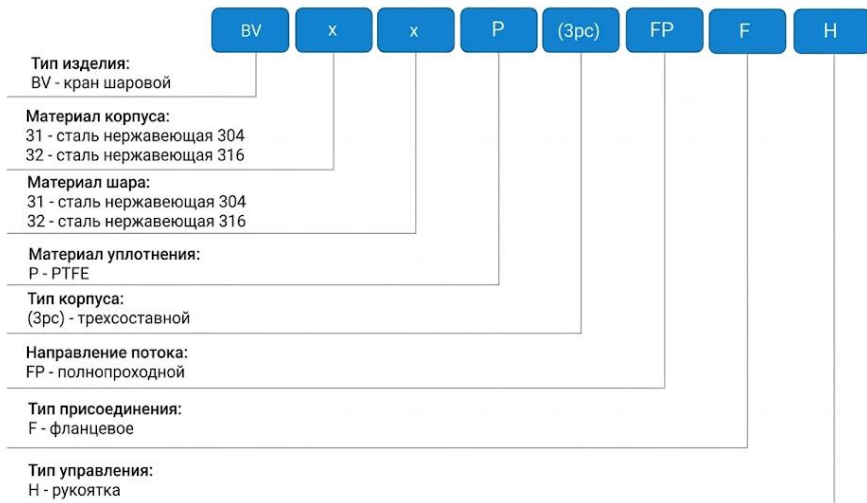 BV x x P (3pc) FP F H
Тип изделия:
BV - кран шаровой
Материал корпуса:
31 - сталь нержавеющая 304
32 - сталь нержавеющая 316
Материал шара:
31 - сталь нержавеющая 304
32 - сталь нержавеющая 316
Материал уплотнения:
P - PTFE
Тип корпуса:
(3pc) - трехсоставной
Направление потока:
FP - полнопроходной
Тип присоединения:
F - фланцевое
Тип управления:
H - рукоятка